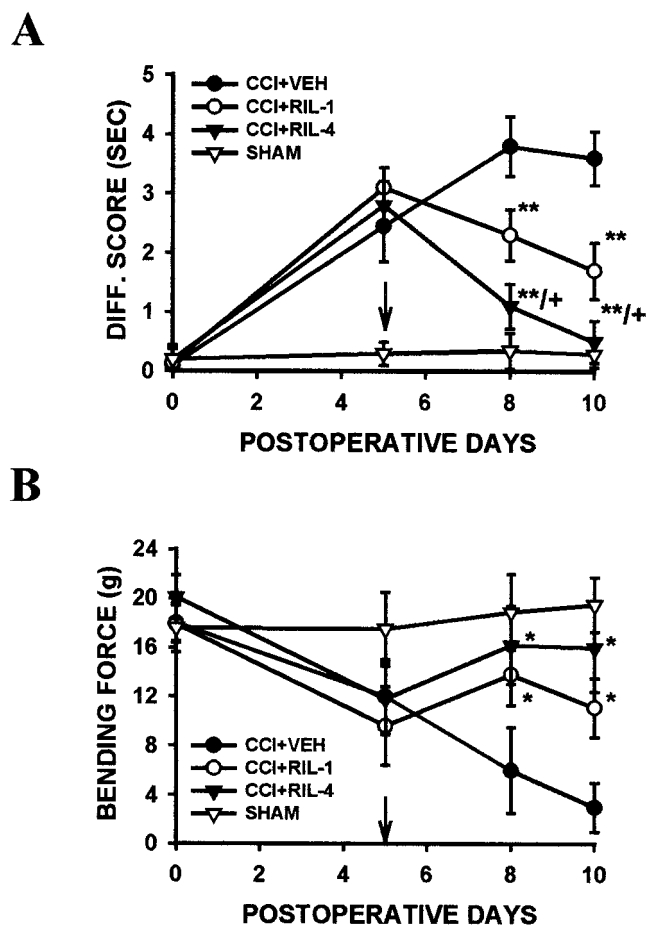 A
DIFF. SCORE (SEC)
5
4
3
2
1
0
CCI+VEH
CCI+RIL-1
CCI+RIL-4
SHAM
**
**
**/+
**/+
0 2 4 6 8 10
POSTOPERATIVE DAYS
B
BENDING FORCE (g)
24
20
16
12
8
4
0
*
*
*
*
CCI+VEH
CCI+RIL-1
CCI+RIL-4
SHAM
0 2 4 6 8 10
POSTOPERATIVE DAYS